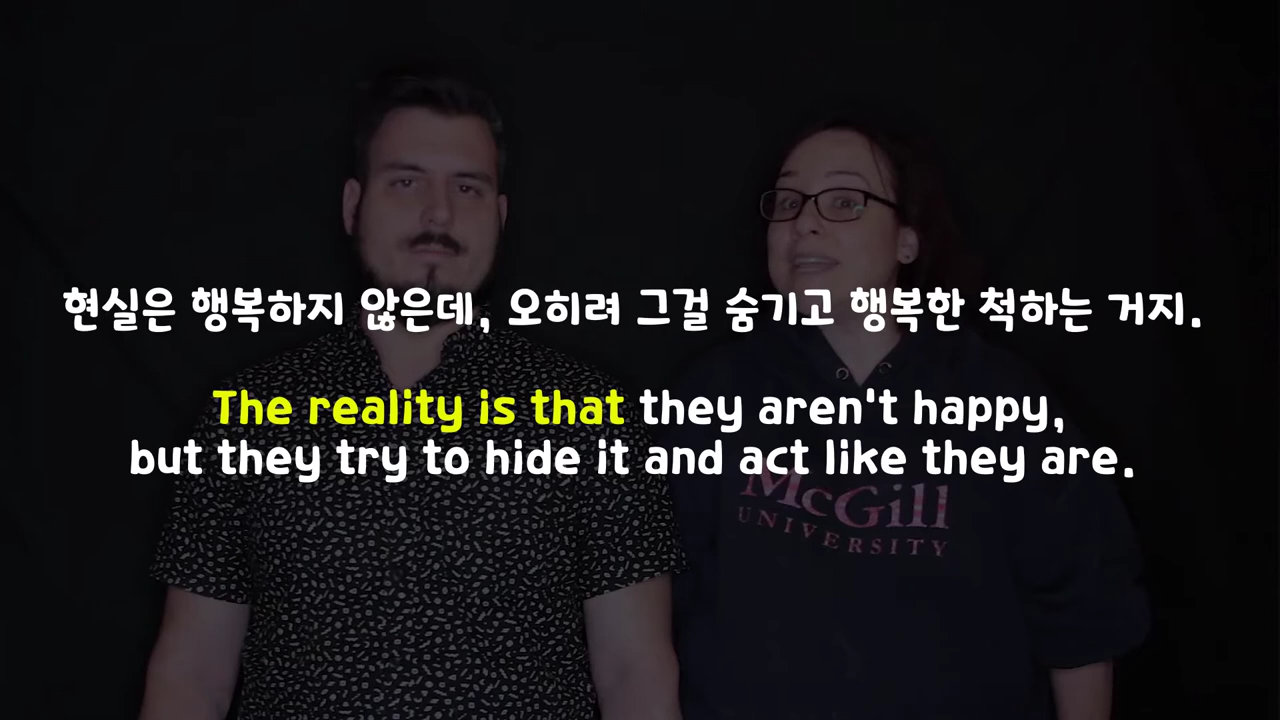 현실은 행복하지 않은데, 오히려 그걸 숨기고 행복한 척하는 거지.
The reality is that they aren't happy,
but they try to hide it and act like they are.
McGill
UNIVERSITY